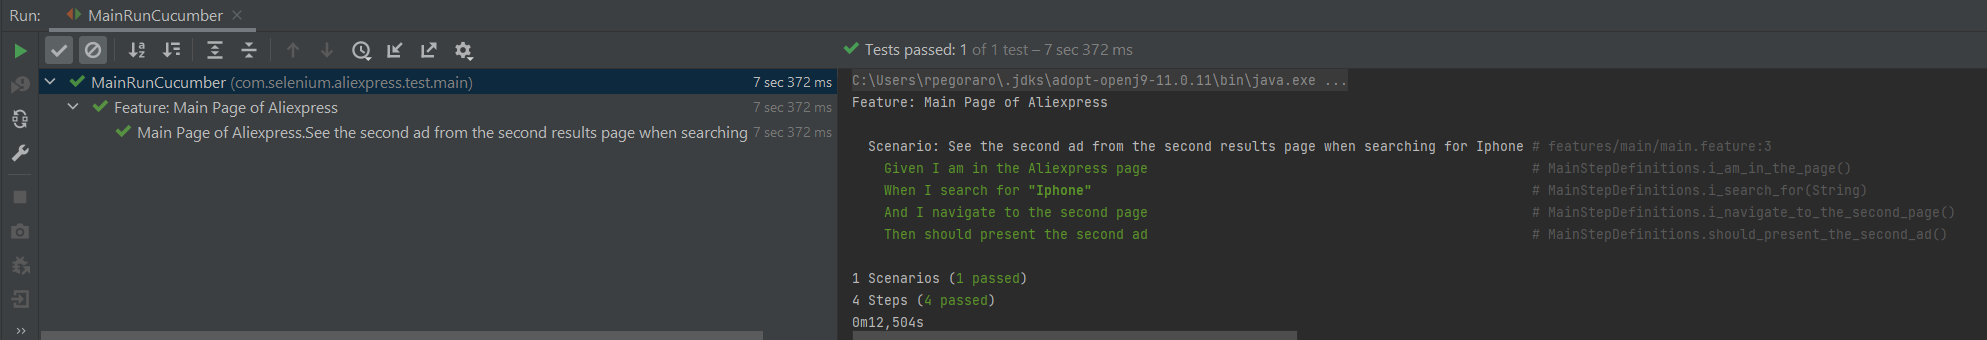 Run: MainRunCucumber
Tests passed: 1 of 1 test – 7 sec 372 ms
MainRunCucumber (com.selenium.aliexpress.test.main) 7 sec 372 ms
Feature: Main Page of Aliexpress 7 sec 372 ms
Main Page of Aliexpress.See the second ad from the second results page when searching 7 sec 372 ms
C:\Users\rpegoraro\.jdks\adopt-openj9-11.0.11\bin\java.exe ...
Feature: Main Page of Aliexpress
Scenario: See the second ad from the second results page when searching for Iphone # features/main/main.feature:3
Given I am in the Aliexpress page # MainStepDefinitions.i_am_in_the_page()
When I search for "Iphone" # MainStepDefinitions.i_search_for(String)
And I navigate to the second page # MainStepDefinitions.i_navigate_to_the_second_page()
Then should present the second ad # MainStepDefinitions.should_present_the_second_ad()
1 Scenarios (1 passed)
4 Steps (4 passed)
0m12,504s